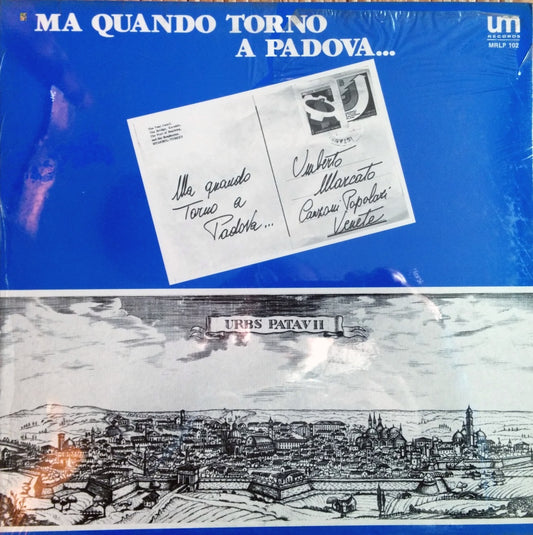 MA QUANDO TORNO
A PADOVA...
um
RECORDS
MRLP 102
Ma quando
Torno a
Padova...
Umberto
Marcato
Canzoni Popolari
Venete
URBS PATAVII